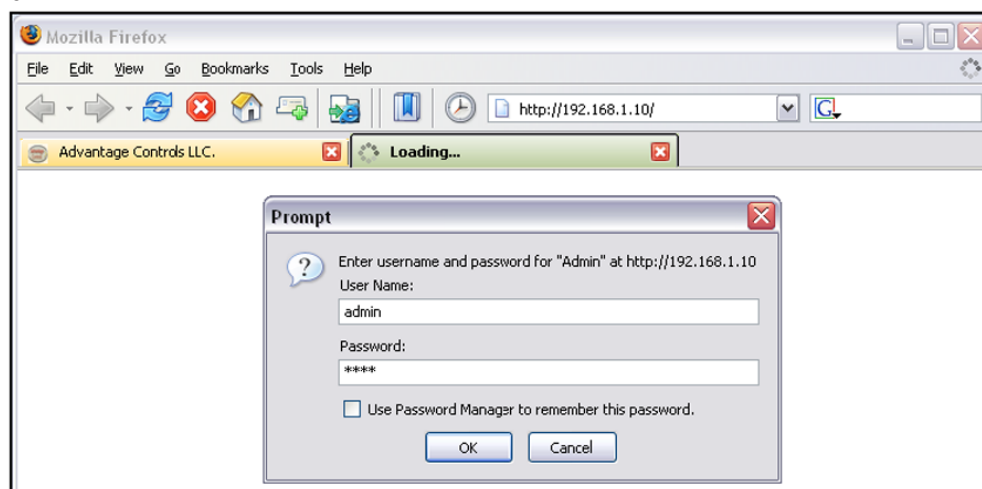 Mozilla Firefox
File Edit View Go Bookmarks Tools Help
http://192.168.1.10/
G
Advantage Controls LLC.
Loading...
Prompt
?
Enter username and password for "Admin" at http://192.168.1.10
User Name:
admin
Password:
****
Use Password Manager to remember this password.
OK Cancel